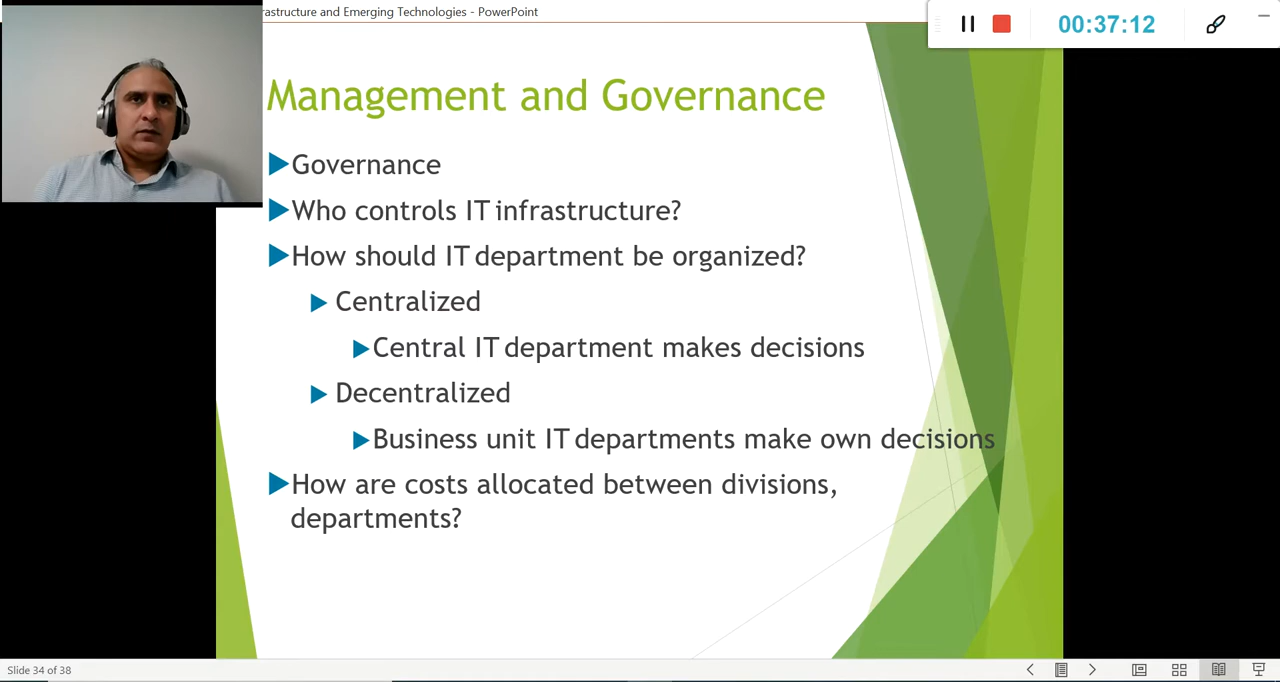 rastructure and Emerging Technologies - PowerPoint
00:37:12
Management and Governance
Governance
Who controls IT infrastructure?
How should IT department be organized?
Centralized
Central IT department makes decisions
Decentralized
Business unit IT departments make own decisions
How are costs allocated between divisions,
departments?
Slide 34 of 38